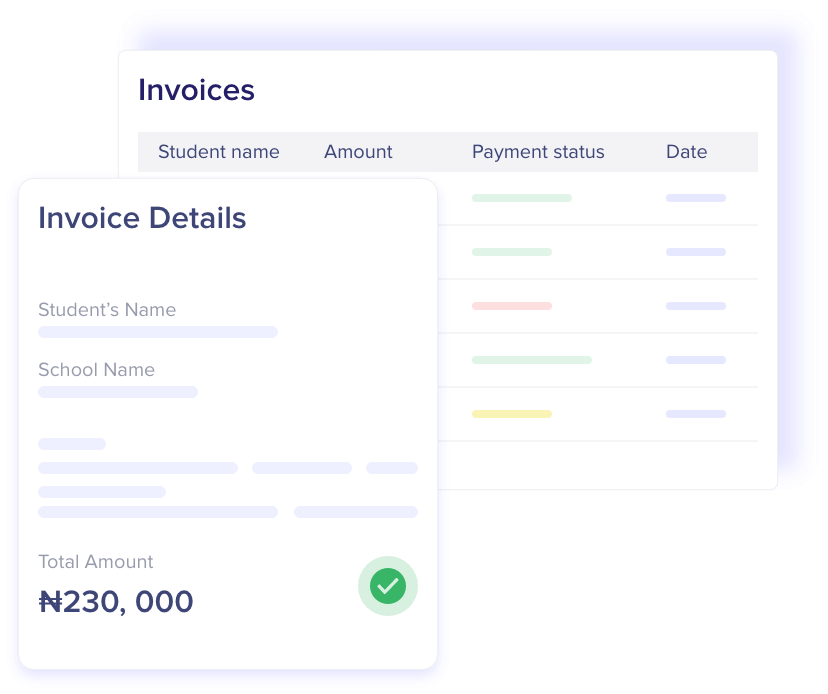 Invoices
Student name Amount Payment status Date
Invoice Details
Student’s Name
School Name
Total Amount
₦230, 000